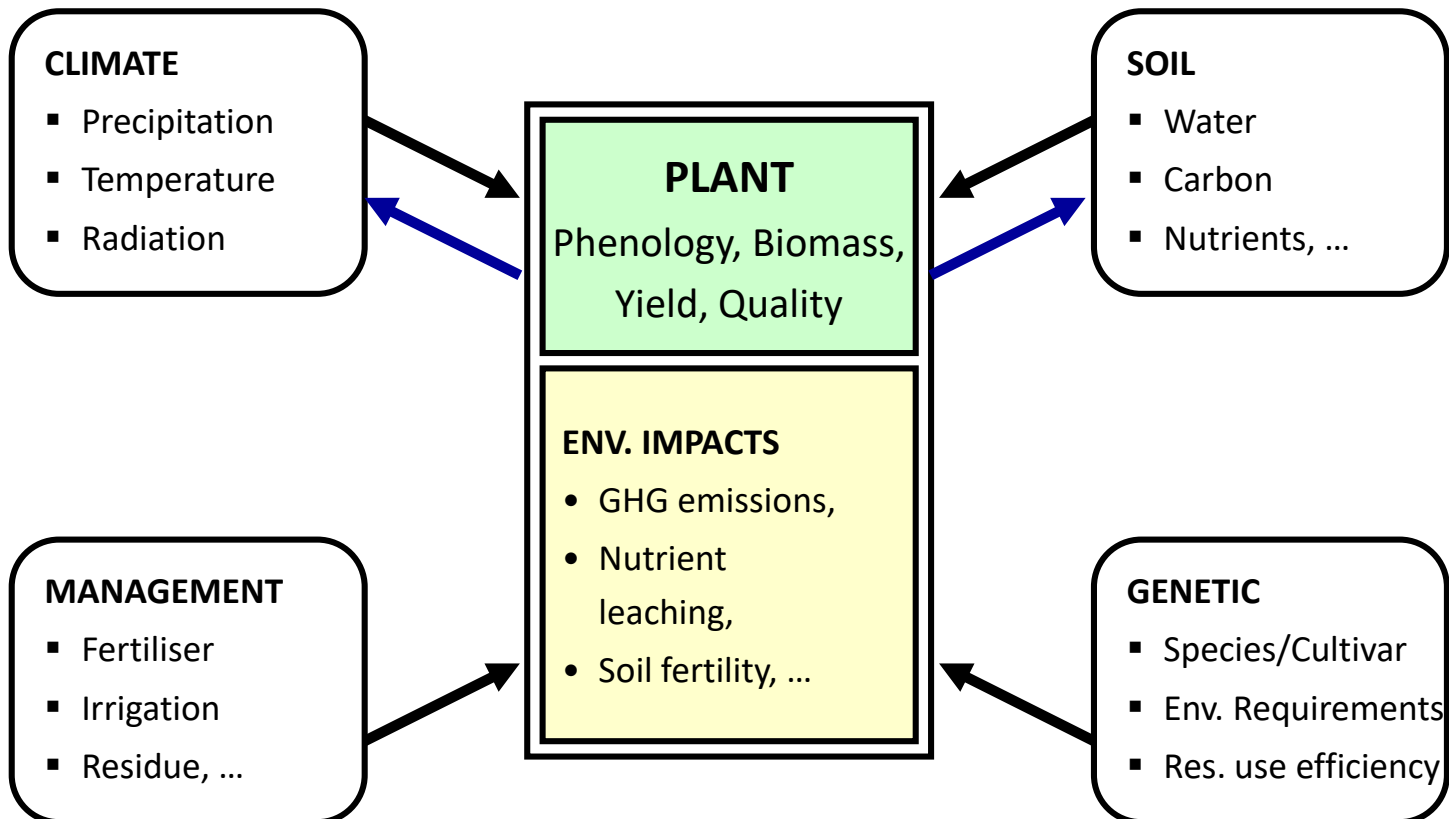 CLIMATE
▪ Precipitation
▪ Temperature
▪ Radiation
PLANT
Phenology, Biomass,
Yield, Quality
SOIL
▪ Water
▪ Carbon
▪ Nutrients, ...
ENV. IMPACTS
• GHG emissions,
• Nutrient
leaching,
• Soil fertility, ...
MANAGEMENT
▪ Fertiliser
▪ Irrigation
▪ Residue, ...
GENETIC
▪ Species/Cultivar
▪ Env. Requirements
▪ Res. use efficiency